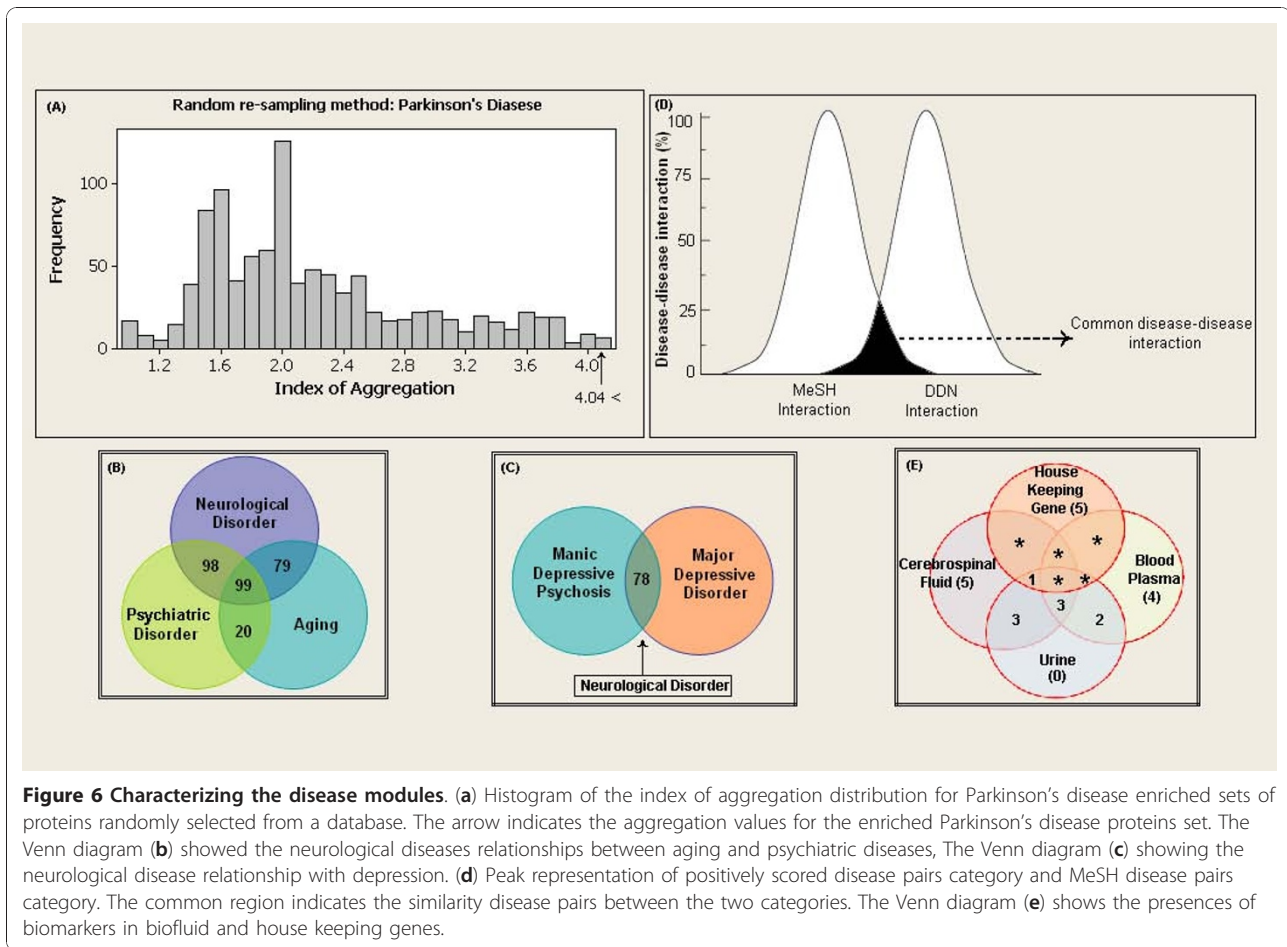 (A)
Random re-sampling method: Parkinson's Diasese
Frequency
100
50
0
1.2 1.6 2.0 2.4 2.8 3.2 3.6 4.0
Index of Aggregation
4.04 <
(D)
Disease-disease interaction (%)
100
75
50
25
0
MeSH
Interaction
DDN
Interaction
Common disease-disease
interaction
(B)
Neurological
Disorder
98
79
99
Psychiatric
Disorder
20
Aging
(C)
Manic
Depressive
Psychosis
78
Major
Depressive
Disorder
Neurological Disorder
(E)
House
Keeping
Gene (5)
* * *
Cerebrospinal
Fluid (5)
1 * *
Blood
Plasma
(4)
3
3
2
Urine
(0)
Figure 6 Characterizing the disease modules. (a) Histogram of the index of aggregation distribution for Parkinson's disease enriched sets of
proteins randomly selected from a database. The arrow indicates the aggregation values for the enriched Parkinson's disease proteins set. The
Venn diagram (b) showed the neurological diseases relationships between aging and psychiatric diseases, The Venn diagram (c) showing the
neurological disease relationship with depression. (d) Peak representation of positively scored disease pairs category and MeSH disease pairs
category. The common region indicates the similarity disease pairs between the two categories. The Venn diagram (e) shows the presences of
biomarkers in biofluid and house keeping genes.